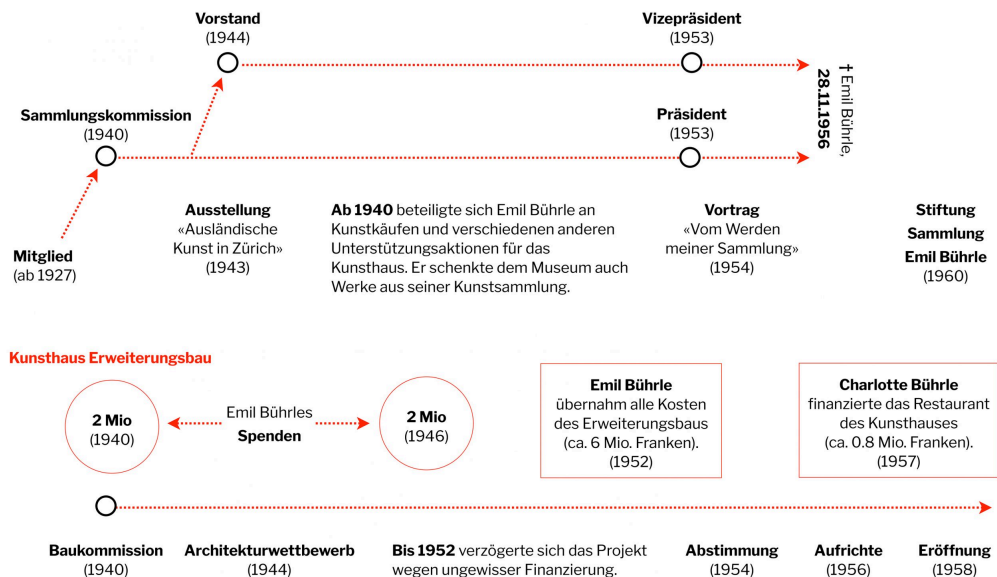 Vorstand
(1944)
Vizepräsident
(1953)
† Emil Bührle,
28.11.1956
Sammlungskommission
(1940)
Präsident
(1953)
Mitglied
(ab 1927)
Ausstellung
«Ausländische
Kunst in Zürich»
(1943)
Ab 1940 beteiligte sich Emil Bührle an
Kunstkäufen und verschiedenen anderen
Unterstützungsaktionen für das
Kunsthaus. Er schenkte dem Museum auch
Werke aus seiner Kunstsammlung.
Vortrag
«Vom Werden
meiner Sammlung»
(1954)
Stiftung
Sammlung
Emil Bührle
(1960)
Kunsthaus Erweiterungsbau
2 Mio
(1940)
Emil Bührles
Spenden
2 Mio
(1946)
Emil Bührle
übernahm alle Kosten
des Erweiterungsbaus
(ca. 6 Mio. Franken).
(1952)
Charlotte Bührle
finanzierte das Restaurant
des Kunsthauses
(ca. 0.8 Mio. Franken).
(1957)
Baukommission
(1940)
Architekturwettbewerb
(1944)
Bis 1952 verzögerte sich das Projekt
wegen ungewisser Finanzierung.
Abstimmung
(1954)
Aufrichte
(1956)
Eröffnung
(1958)